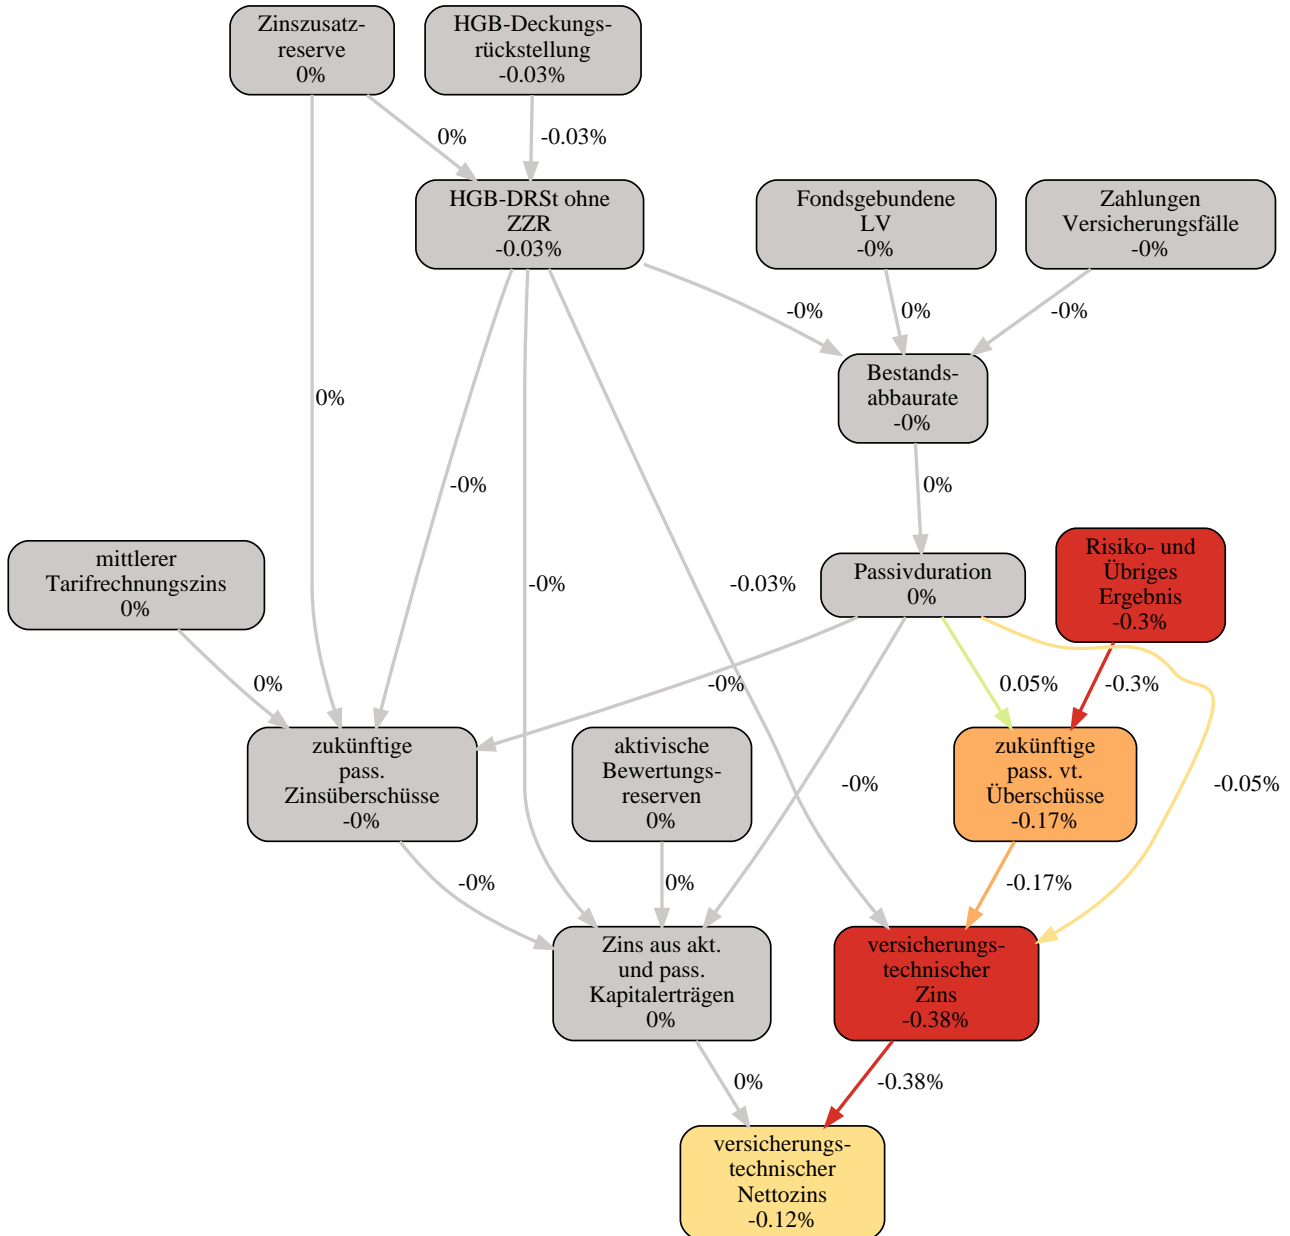 Zinszusatz-
reserve
0%
HGB-Deckungs-
rückstellung
-0.03%
0%
-0.03%
HGB-DRSt ohne
ZZR
-0.03%
Fondsgebundene
LV
-0%
Zahlungen
Versicherungsfälle
-0%
-0%
0%
-0%
Bestands-
abbaurate
-0%
0%
-0%
0%
mittlerer
Tarifrechnungszins
0%
-0%
-0.03%
Passivduration
0%
Risiko- und
Übriges
Ergebnis
-0.3%
0%
-0%
0.05%
-0.3%
zukünftige
pass.
Zinsüberschüsse
-0%
aktivische
Bewertungs-
reserven
0%
-0%
zukünftige
pass. vt.
Überschüsse
-0.17%
-0.05%
-0%
0%
-0.17%
Zins aus akt.
und pass.
Kapitalerträgen
0%
versicherungs-
technischer
Zins
-0.38%
0%
-0.38%
versicherungs-
technischer
Nettozins
-0.12%